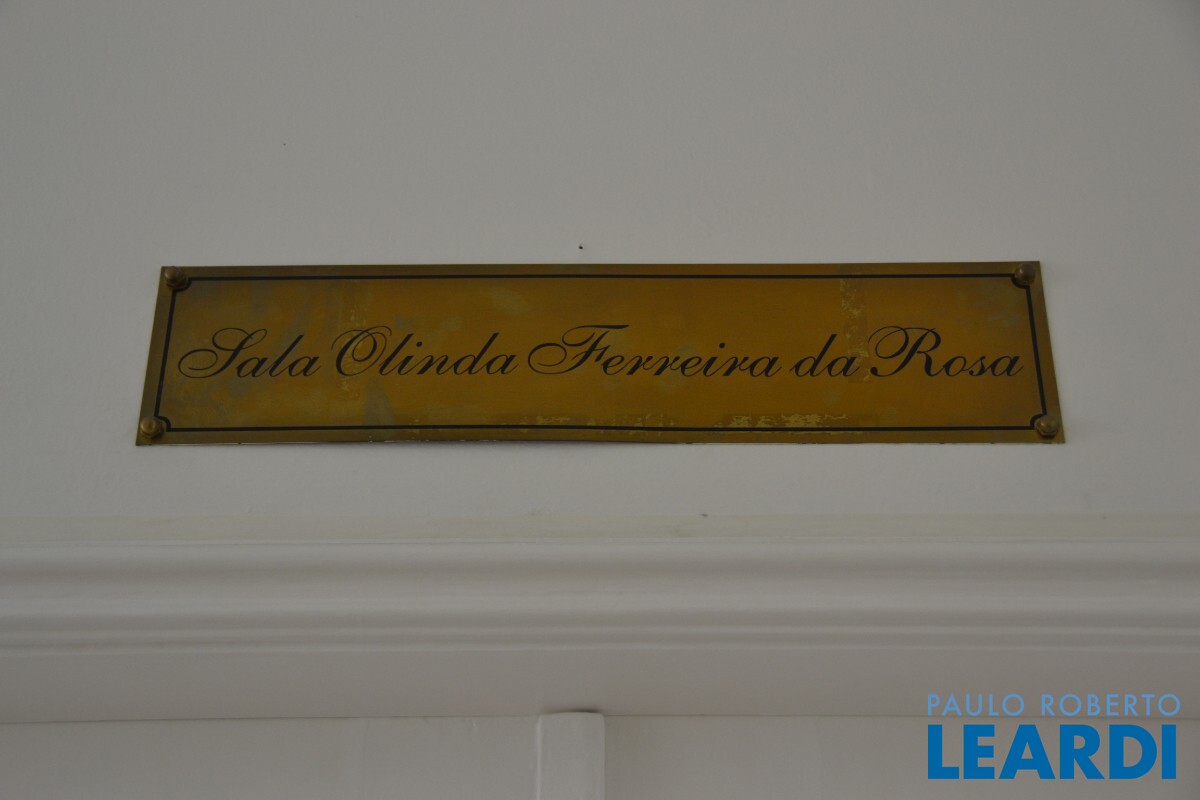 Sala Olinda Ferreira da Rosa
PAULO ROBERTO
LEARDI